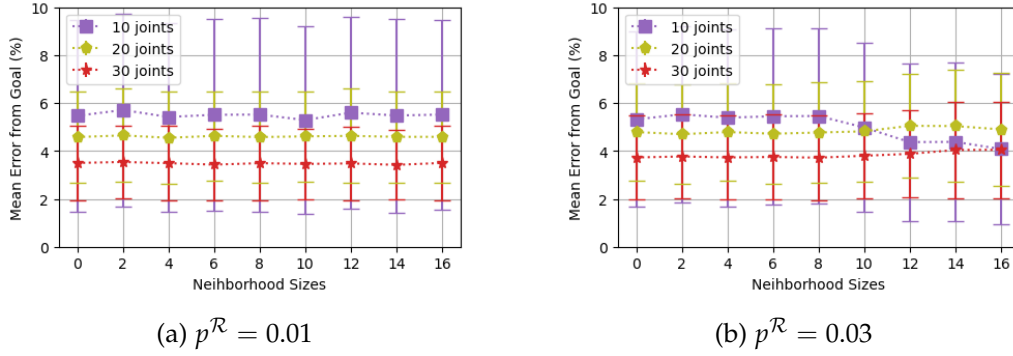 10
8
6
4
2
0
Mean Error from Goal (%)
10 joints
20 joints
30 joints
0 2 4 6 8 10 12 14 16
Neihborhood Sizes
(a) p^ℛ = 0.01
10
8
6
4
2
0
Mean Error from Goal (%)
10 joints
20 joints
30 joints
0 2 4 6 8 10 12 14 16
Neihborhood Sizes
(b) p^ℛ = 0.03